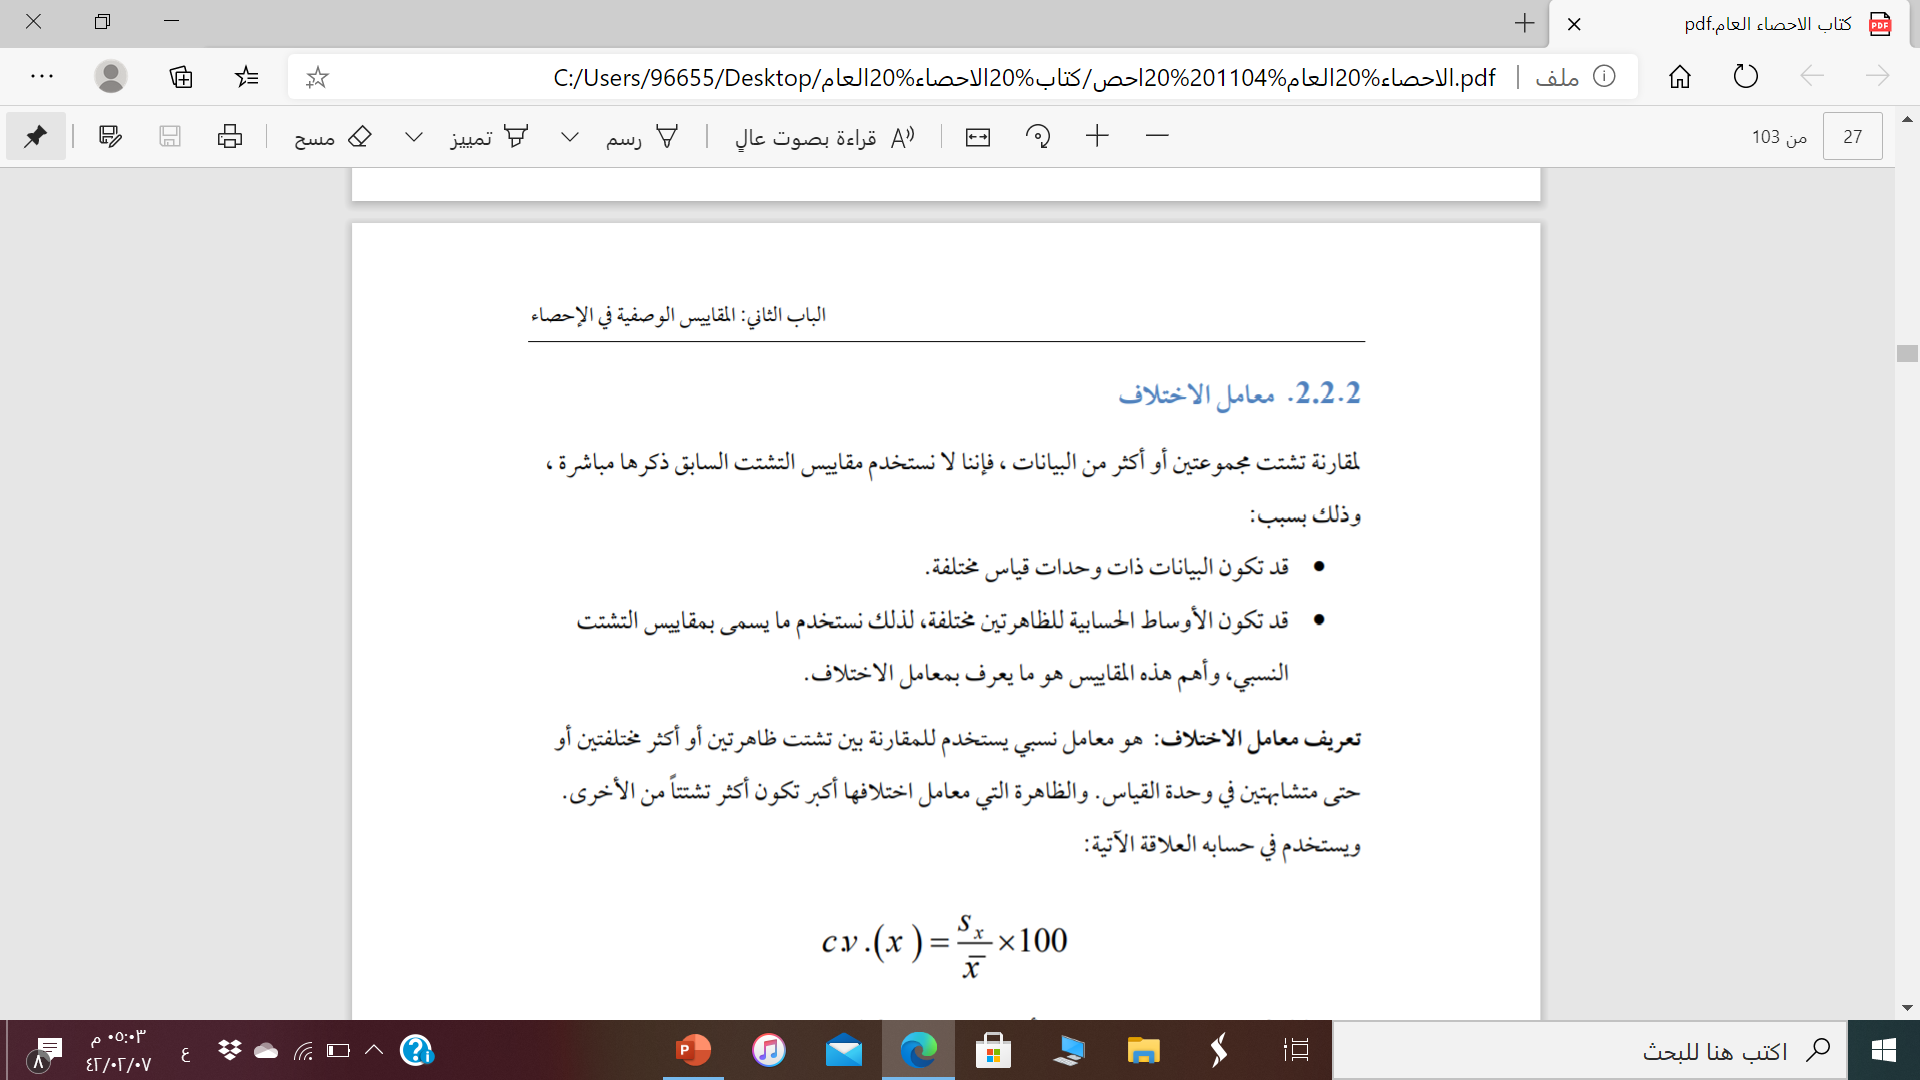 كتاب الاحصاء العام.pdf
ملف
C:/Users/96655/Desktop/الاحصاء%20العام%201104%20احص/كتاب%20الاحصاء%20العام.pdf
27
من 103
قراءة بصوت عالٍ
رسم
تمييز
مسح
الباب الثاني: المقاييس الوصفية في الإحصاء
2.2.2. معامل الاختلاف
لمقارنة تشتت مجموعتين أو أكثر من البيانات ، فإننا لا نستخدم مقاييس التشتت السابق ذكرها مباشرة ،
وذلك بسبب:
● قد تكون البيانات ذات وحدات قياس مختلفة.
● قد تكون الأوساط الحسابية للظاهرتين مختلفة، لذلك نستخدم ما يسمى بمقاييس التشتت
النسبي، وأهم هذه المقاييس هو ما يعرف بمعامل الاختلاف.
تعريف معامل الاختلاف: هو معامل نسبي يستخدم للمقارنة بين تشتت ظاهرتين أو أكثر مختلفتين أو
حتى متشابهتين في وحدة القياس. والظاهرة التي معامل اختلافها أكبر تكون أكثر تشتتاً من الأخرى.
ويستخدم في حسابه العلاقة الآتية:
c.v.(x) = s_x / x̄ ×100
اكتب هنا للبحث
ع
٠٥:٠٣ م
٤٢/٠٢/٠٧
٨